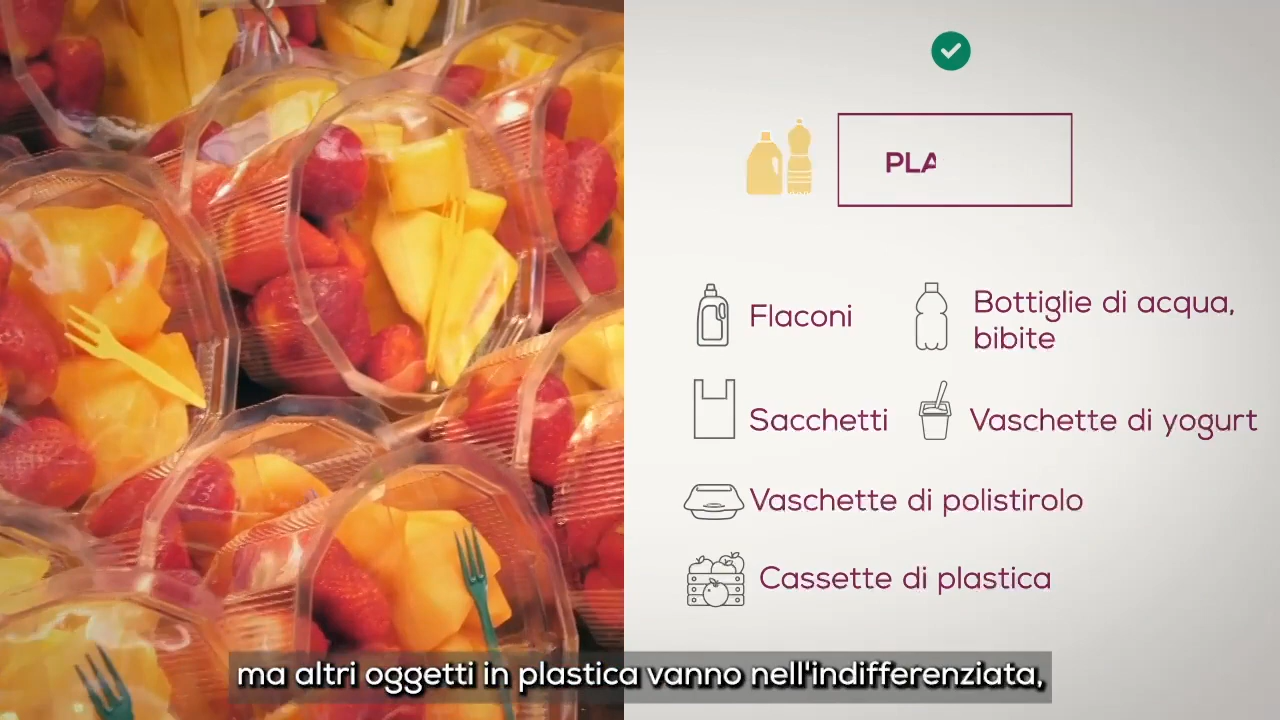 PLA
Flaconi
Bottiglie di acqua,
bibite
Sacchetti
Vaschette di yogurt
Vaschette di polistirolo
Cassette di plastica
ma altri oggetti in plastica vanno nell'indifferenziata,